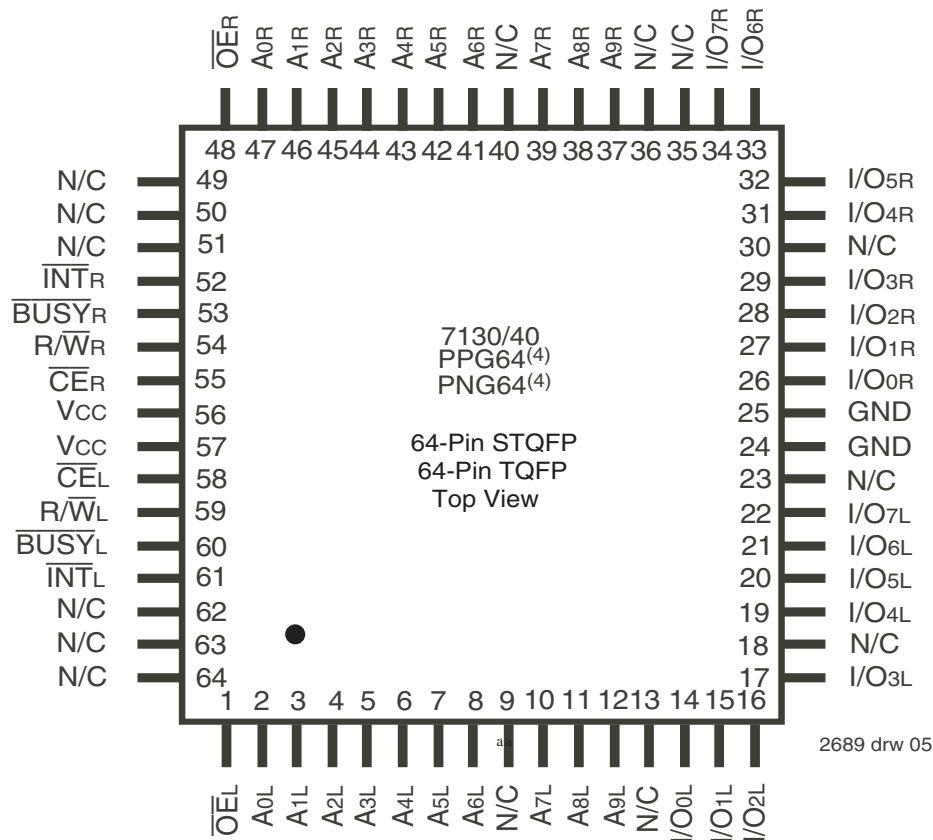 OER A0R A1R A2R A3R A4R A5R A6R N/C A7R A8R A9R N/C N/C I/O7R I/O6R
48 47 46 45 44 43 42 41 40 39 38 37 36 35 34 33
N/C 49 32 I/O5R
N/C 50 31 I/O4R
N/C 51 30 N/C
INTR 52 29 I/O3R
BUSYR 53 28 I/O2R
R/WR 54 27 I/O1R
CER 55 26 I/O0R
VCC 56 25 GND
VCC 57 24 GND
CEL 58 23 N/C
R/WL 59 22 I/O7L
BUSYL 60 21 I/O6L
INTL 61 20 I/O5L
N/C 62 19 I/O4L
N/C 63 18 N/C
N/C 64 17 I/O3L
7130/40
PPG64(4)
PNG64(4)
64-Pin STQFP
64-Pin TQFP
Top View
1 2 3 4 5 6 7 8 9 10 11 12 13 14 15 16
aa
OEL A0L A1L A2L A3L A4L A5L A6L N/C A7L A8L A9L N/C I/O0L I/O1L I/O2L
2689 drw 05